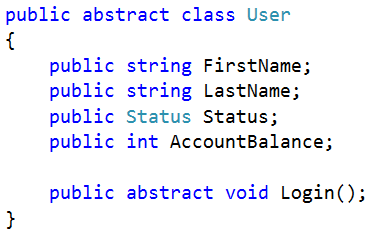 public abstract class User
{
    public string FirstName;
    public string LastName;
    public Status Status;
    public int AccountBalance;

    public abstract void Login();
}